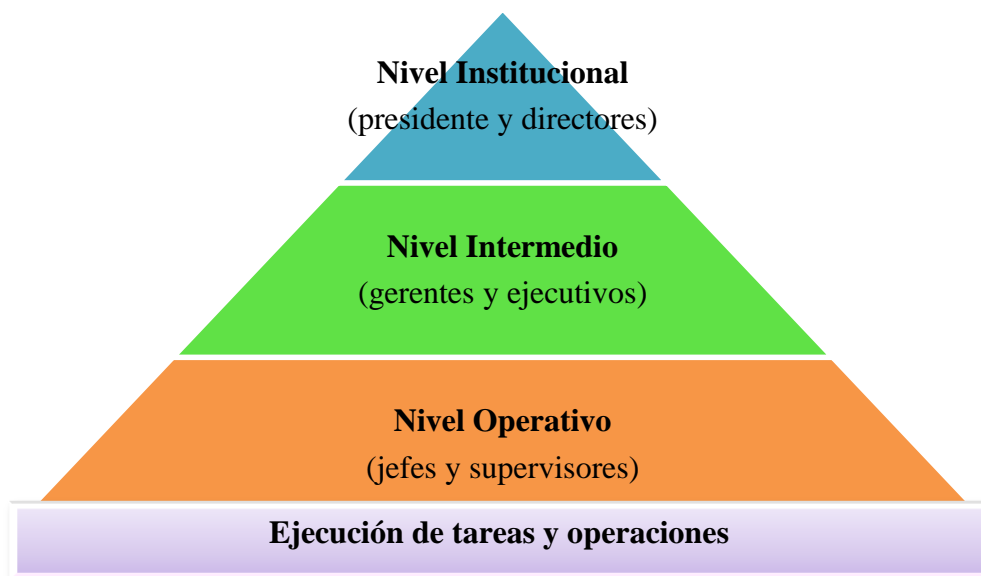 Nivel Institucional
(presidente y directores)
Nivel Intermedio
(gerentes y ejecutivos)
Nivel Operativo
(jefes y supervisores)
Ejecución de tareas y operaciones